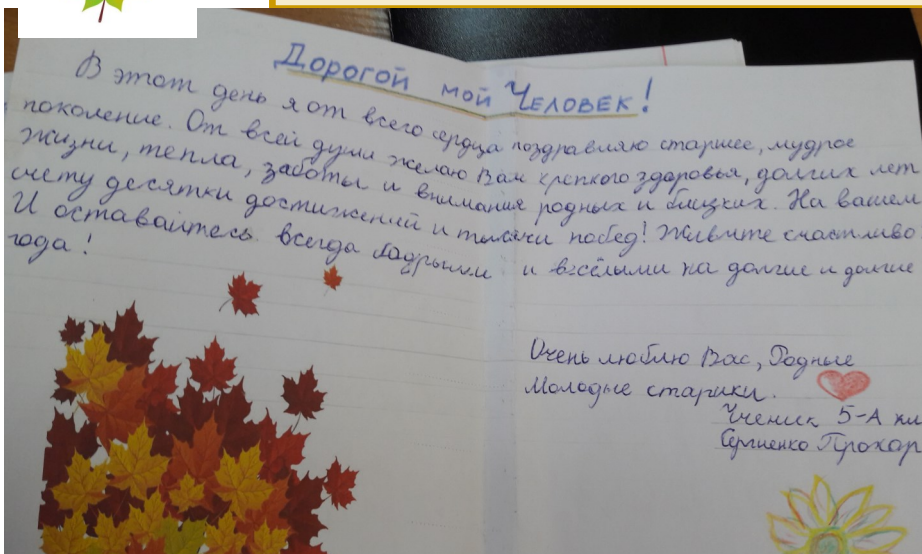 Дорогой мой Человек!
В этот день я от всего сердца поздравляю старшее, мудрое
поколение. От всей души желаю Вам крепкого здоровья, долгих лет
жизни, тепла, заботы и внимания родных и близких. На вашем
счету десятки достижений и тысячи побед! Живите счастливо
И оставайтесь всегда бодрыми и весёлыми на долгие и долгие
года!
Очень люблю Вас, Родные
Молодые старики.
Ученик 5-А кл
Сергиенко Прохор